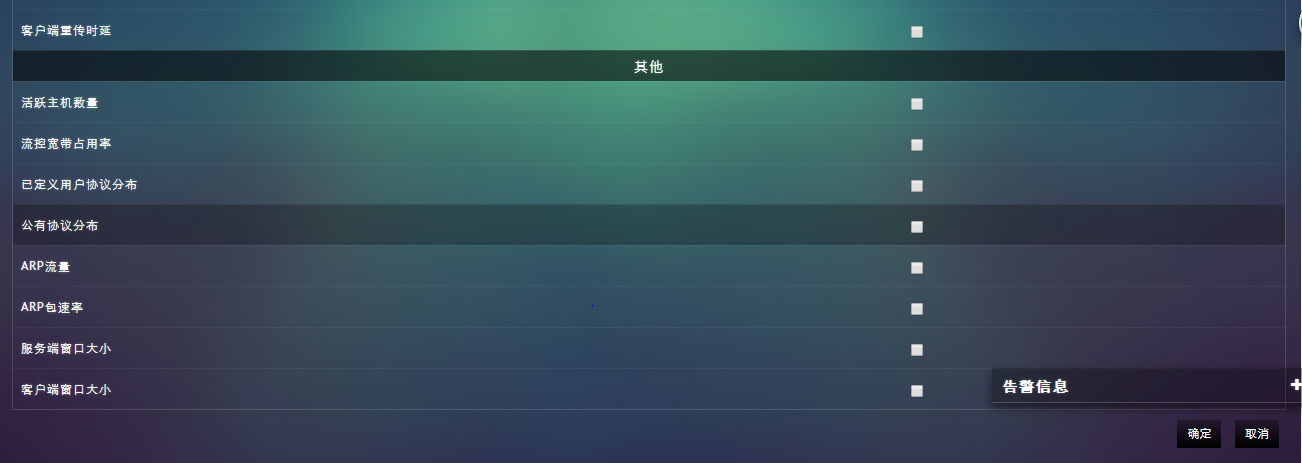 客户端重传时延
其他
活跃主机数量
流控宽带占用率
已定义用户协议分布
公有协议分布
ARP流量
ARP包速率
服务端窗口大小
客户端窗口大小
告警信息
确定 取消